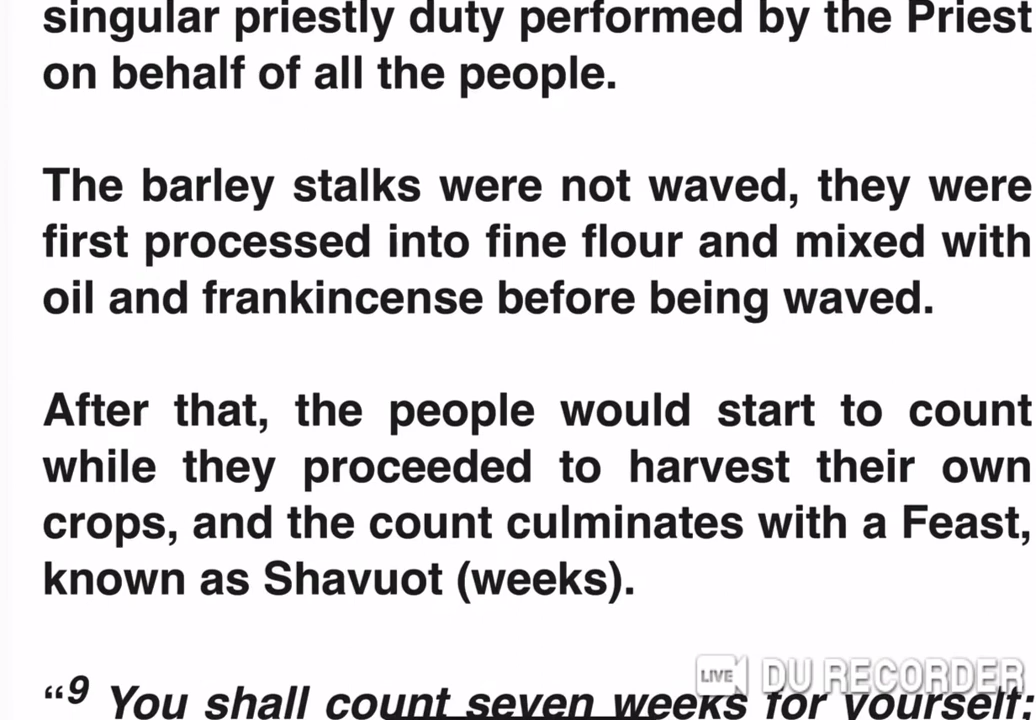 singular priestly duty performed by the Priest
on behalf of all the people.
The barley stalks were not waved, they were
first processed into fine flour and mixed with
oil and frankincense before being waved.
After that, the people would start to count
while they proceeded to harvest their own
crops, and the count culminates with a Feast,
known as Shavuot (weeks).
LIVE DU RECORDER
“9 You shall count seven weeks for yourself;